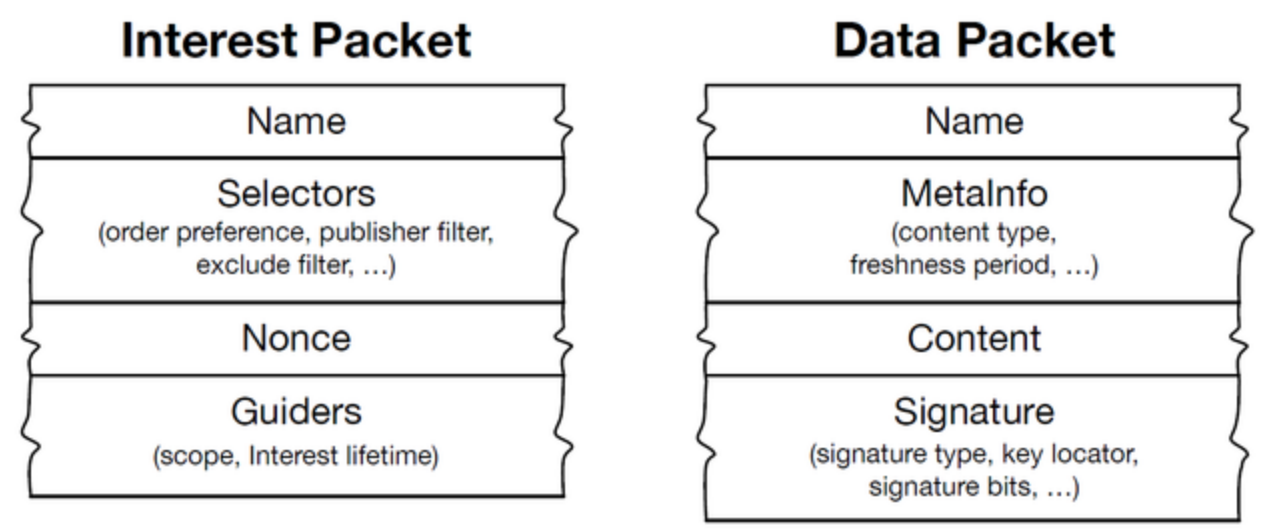 Interest Packet
Name
Selectors
(order preference, publisher filter,
exclude filter, ...)
Nonce
Guiders
(scope, Interest lifetime)
Data Packet
Name
MetaInfo
(content type,
freshness period, ...)
Content
Signature
(signature type, key locator,
signature bits, ...)